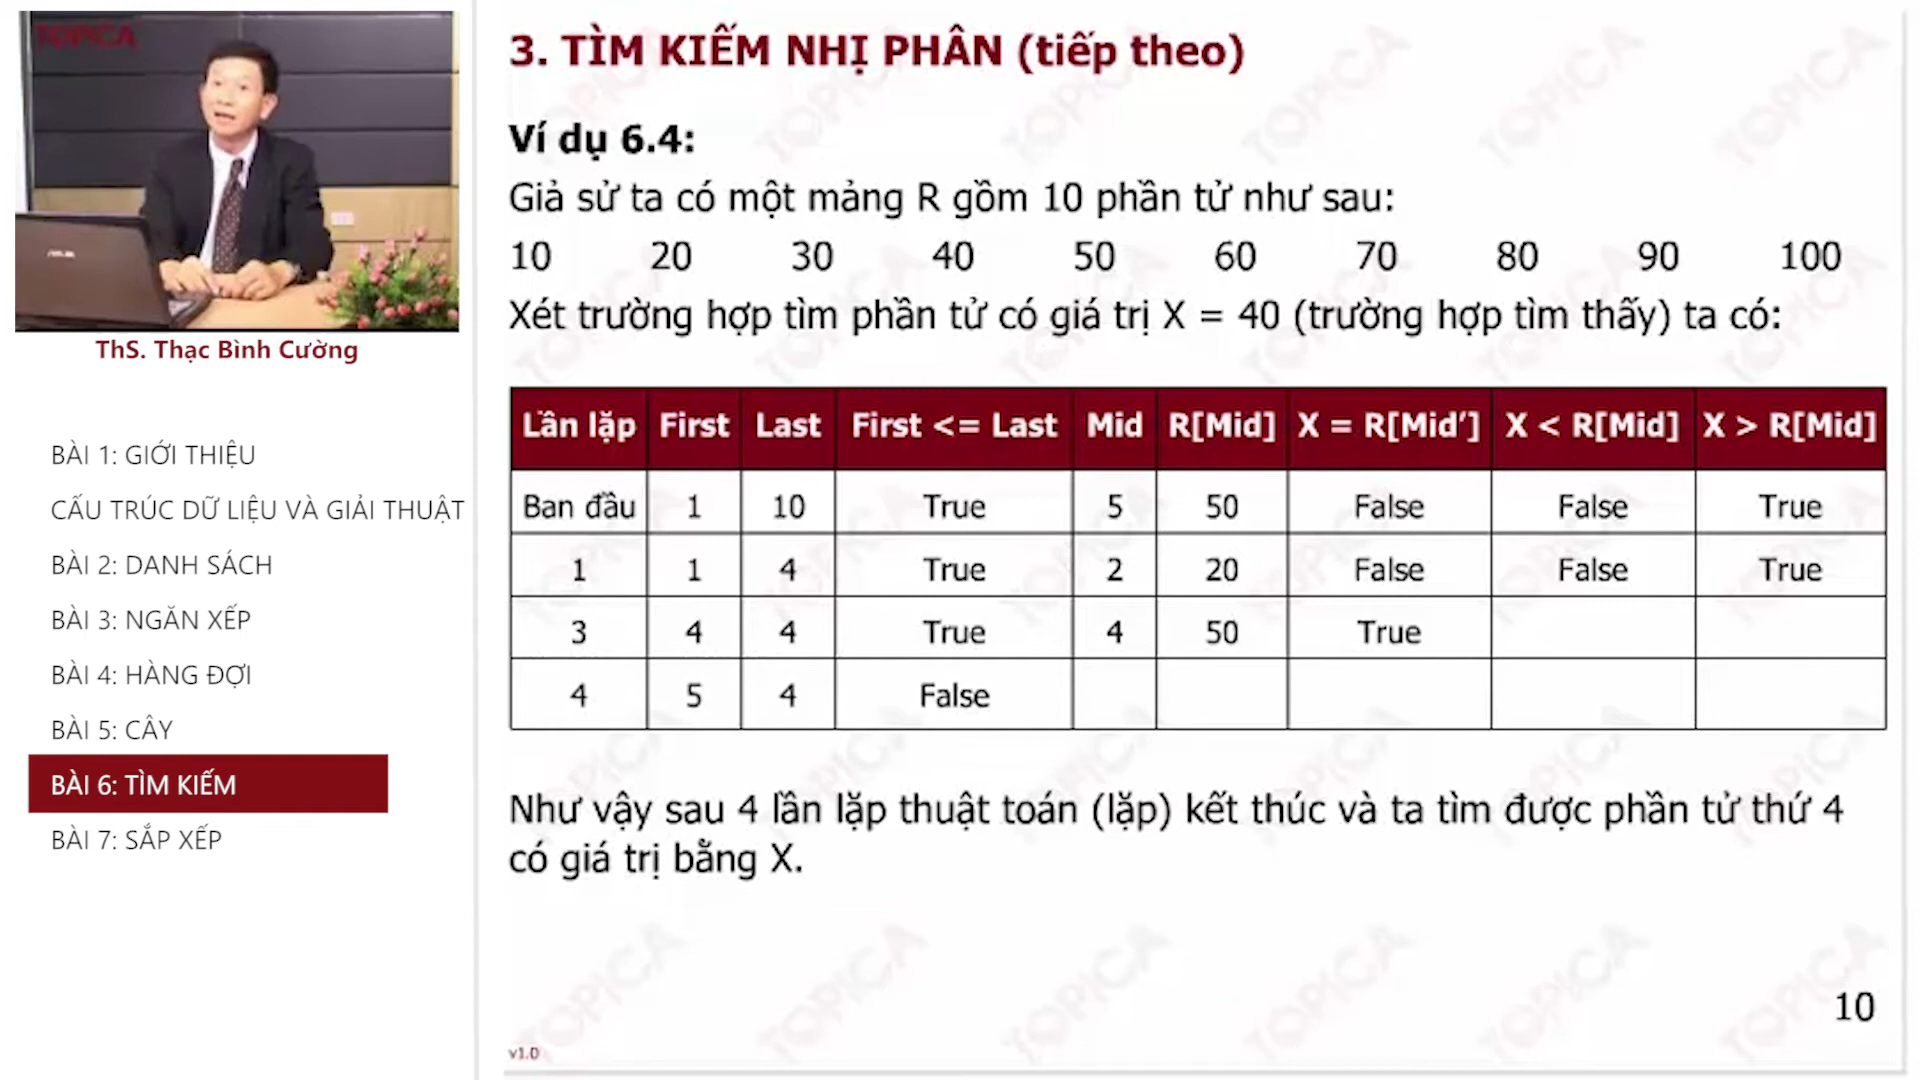 TOPICA
ThS. Thạc Bình Cường
BÀI 1: GIỚI THIỆU
CẤU TRÚC DỮ LIỆU VÀ GIẢI THUẬT
BÀI 2: DANH SÁCH
BÀI 3: NGĂN XẾP
BÀI 4: HÀNG ĐỢI
BÀI 5: CÂY
BÀI 6: TÌM KIẾM
BÀI 7: SẮP XẾP
3. TÌM KIẾM NHỊ PHÂN (tiếp theo)
Ví dụ 6.4:
Giả sử ta có một mảng R gồm 10 phần tử như sau:
10 20 30 40 50 60 70 80 90 100
Xét trường hợp tìm phần tử có giá trị X = 40 (trường hợp tìm thấy) ta có:
Lần lặp First Last First <= Last Mid R[Mid] X = R[Mid’] X < R[Mid] X > R[Mid]
Ban đầu 1 10 True 5 50 False False True
1 1 4 True 2 20 False False True
3 4 4 True 4 50 True
4 5 4 False
Như vậy sau 4 lần lặp thuật toán (lặp) kết thúc và ta tìm được phần tử thứ 4
có giá trị bằng X.
10
v1.0